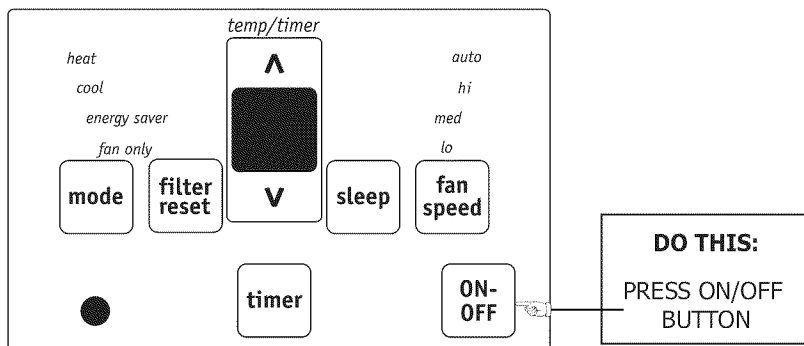 temp/timer
heat
cool
energy saver
fan only
auto
hi
med
lo
mode
filter
reset
sleep
fan
speed
timer
ON-
OFF
DO THIS:
PRESS ON/OFF
BUTTON